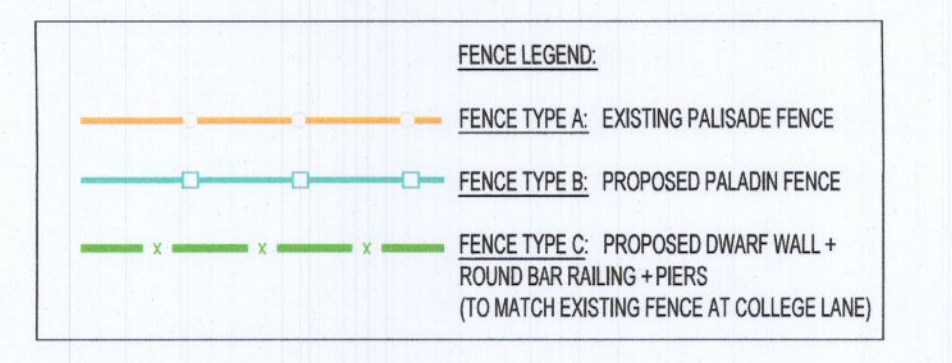 FENCE LEGEND:
FENCE TYPE A: EXISTING PALISADE FENCE
FENCE TYPE B: PROPOSED PALADIN FENCE
x x x FENCE TYPE C: PROPOSED DWARF WALL +
ROUND BAR RAILING + PIERS
(TO MATCH EXISTING FENCE AT COLLEGE LANE)